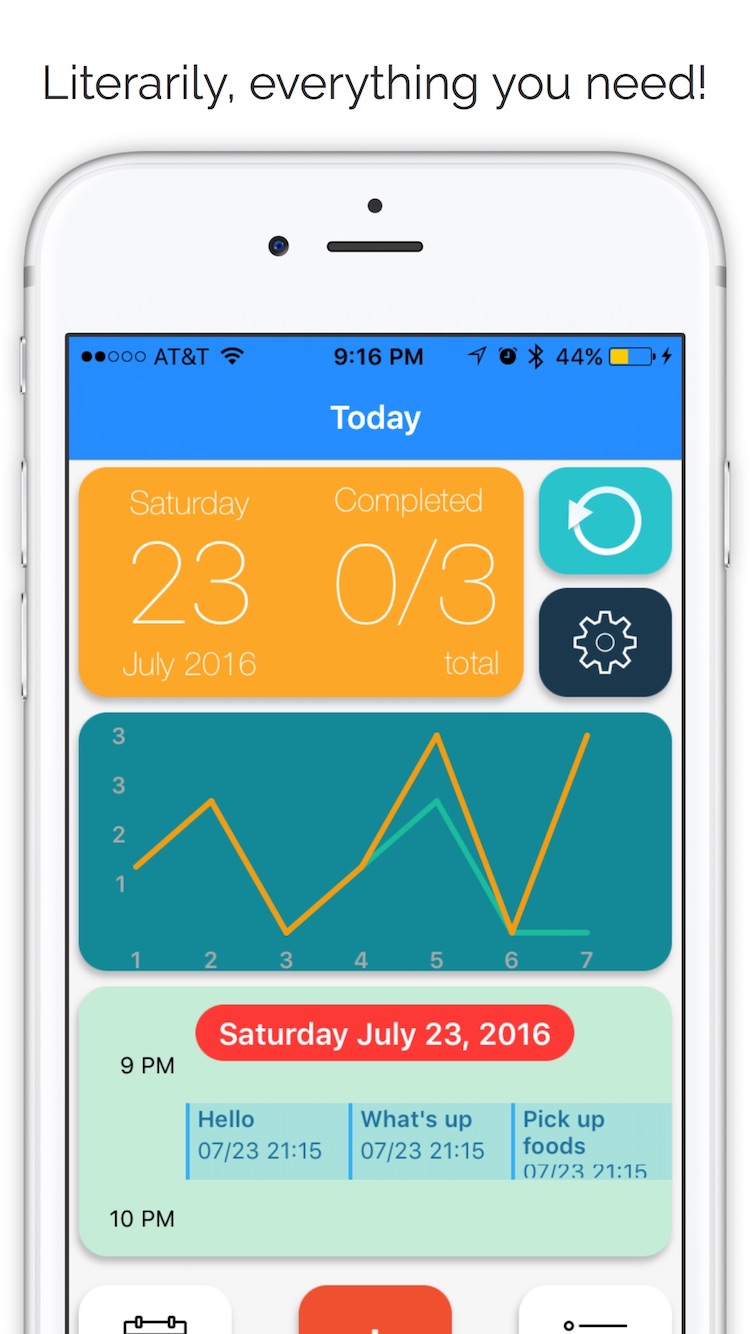 Literarily, everything you need!
AT&T 9:16 PM 44%
Today
Saturday Completed
23 0/3
July 2016 total
3
3
2
1
1 2 3 4 5 6 7
Saturday July 23, 2016
9 PM
Hello What's up Pick up
foods
07/23 21:15 07/23 21:15 07/23 21:15
10 PM